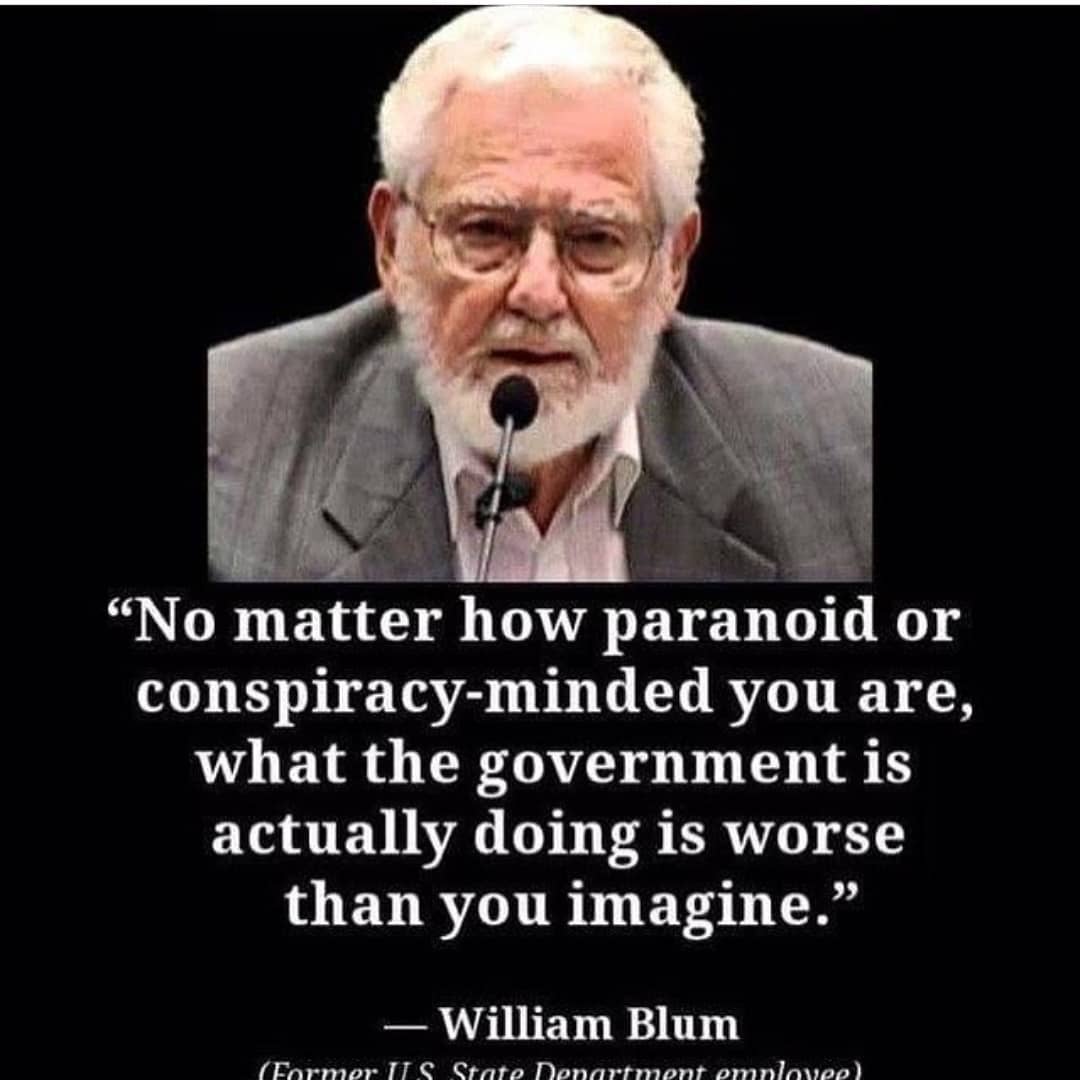 “No matter how paranoid or
conspiracy-minded you are,
what the government is
actually doing is worse
than you imagine.”
— William Blum
(Former U.S. State Department employee)